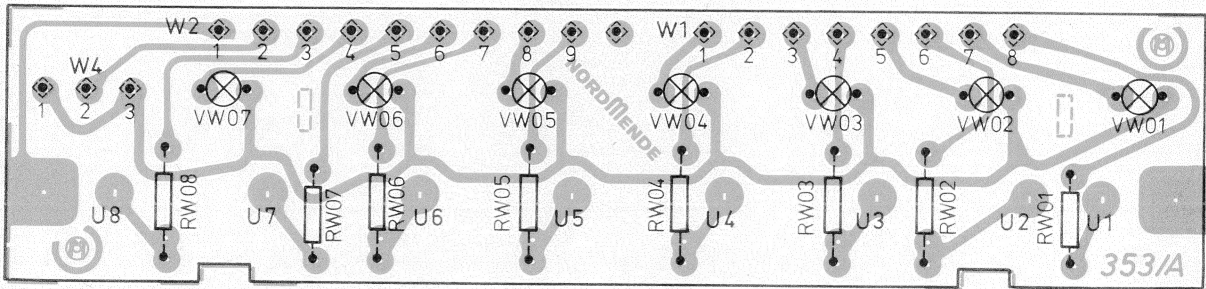 W2
1 2 3 4 5 6 7 8 9
W1
1 2 3 4 5 6 7 8
W4
1 2 3
VW07 VW06 VW05 VW04 VW03 VW02 VW01
NORDMENDE
RW08 RW07 RW06 RW05 RW04 RW03 RW02 RW01
U8 U7 U6 U5 U4 U3 U2 U1
353/A